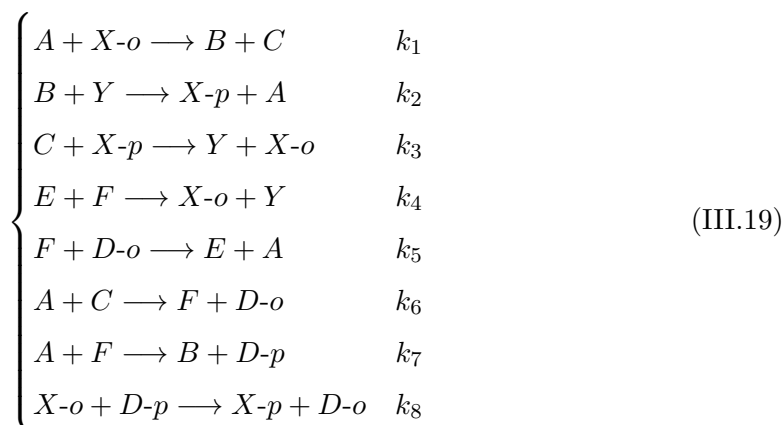 A + X-o ⟶ B + C k₁
B + Y ⟶ X-p + A k₂
C + X-p ⟶ Y + X-o k₃
E + F ⟶ X-o + Y k₄
(III.19)
F + D-o ⟶ E + A k₅
A + C ⟶ F + D-o k₆
A + F ⟶ B + D-p k₇
X-o + D-p ⟶ X-p + D-o k₈